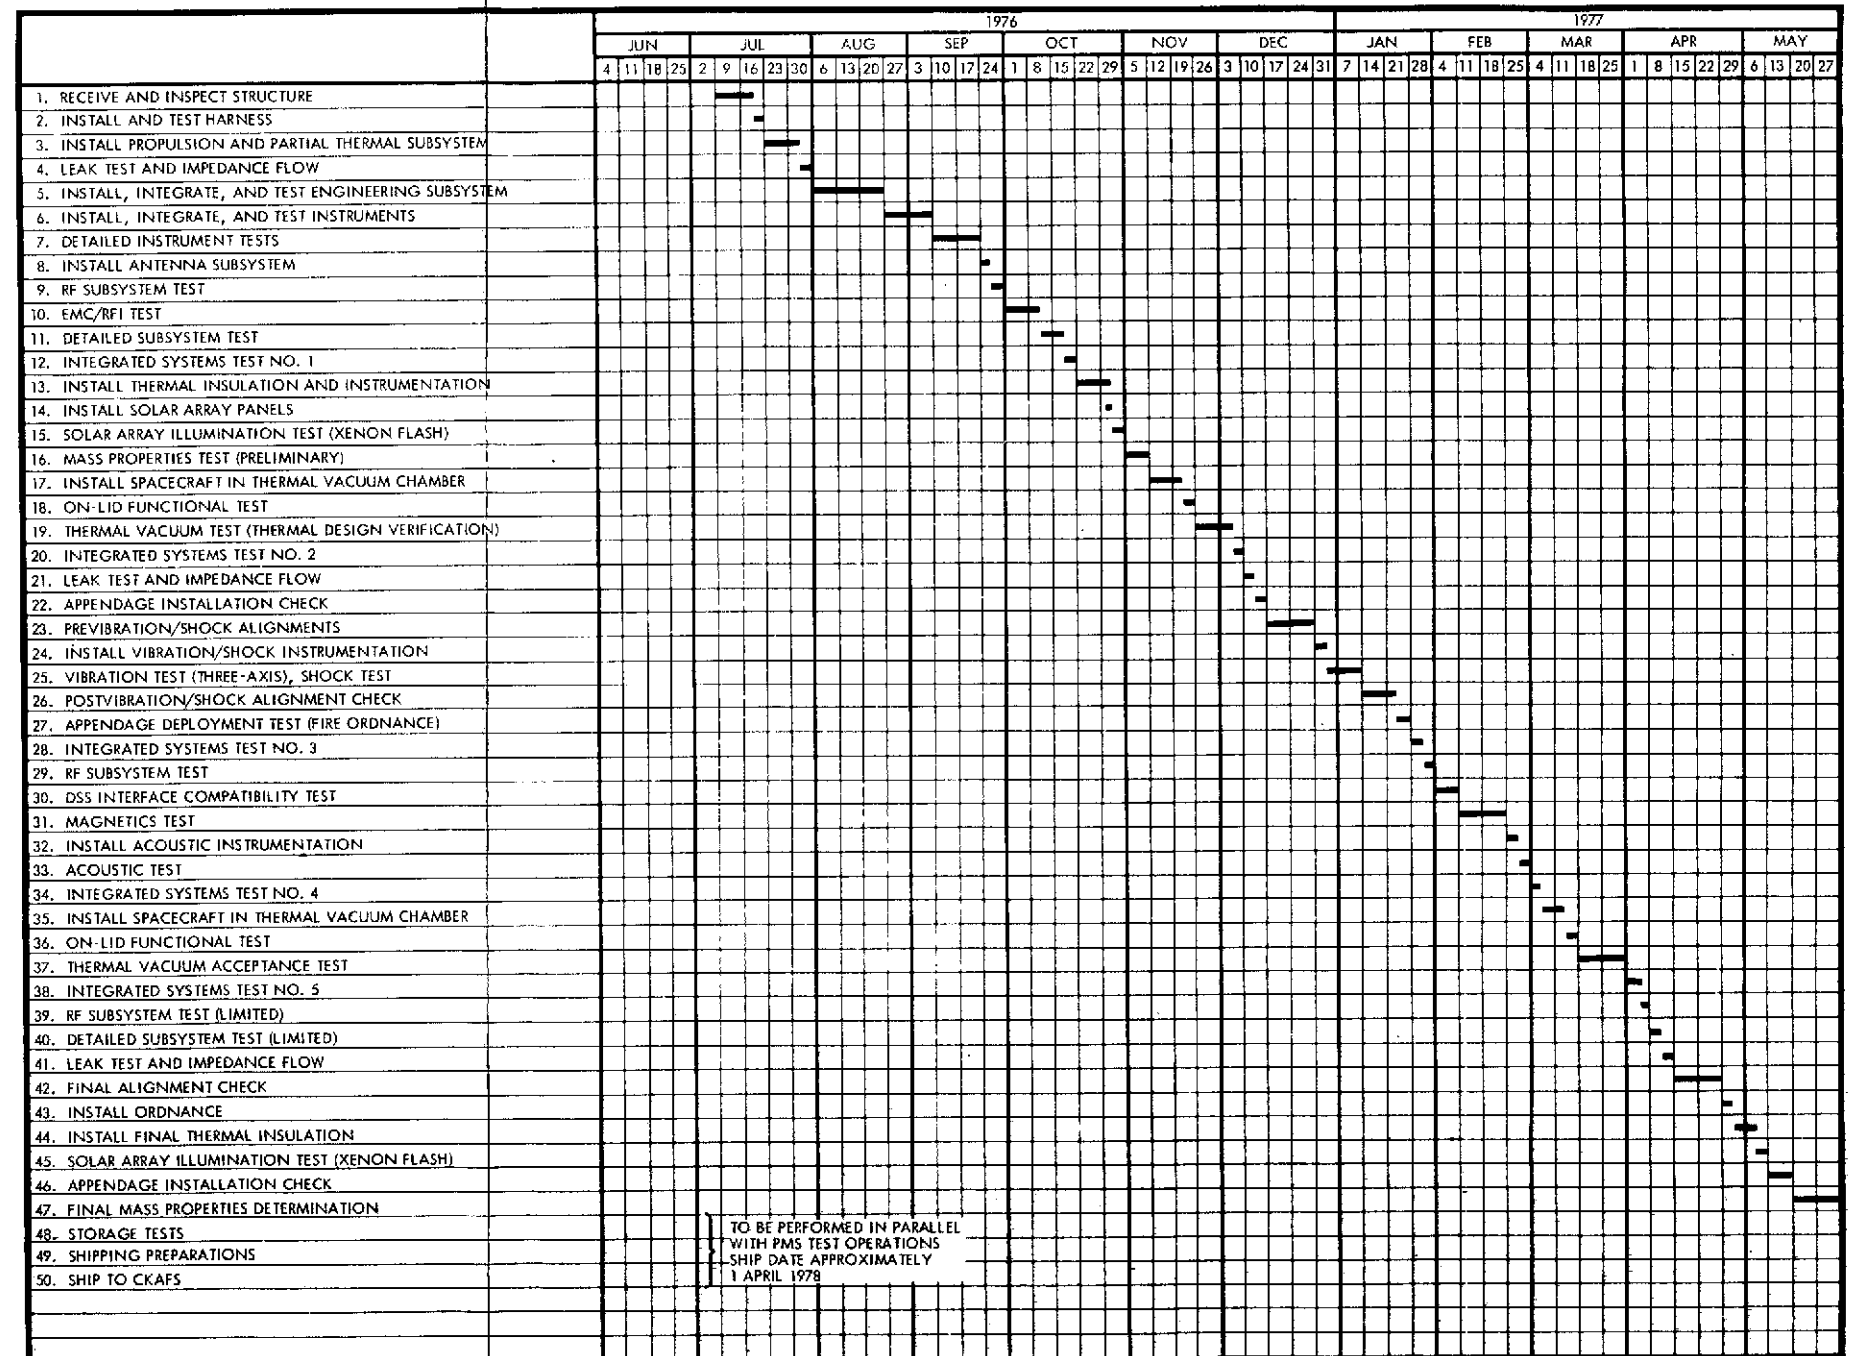 1976 1977
JUN JUL AUG SEP OCT NOV DEC JAN FEB MAR APR MAY
4 11 18 25 2 9 16 23 30 6 13 20 27 3 10 17 24 1 8 15 22 29 5 12 19 26 3 10 17 24 31 7 14 21 28 4 11 18 25 4 11 18 25 1 8 15 22 29 6 13 20 27
1. RECEIVE AND INSPECT STRUCTURE
2. INSTALL AND TEST HARNESS
3. INSTALL PROPULSION AND PARTIAL THERMAL SUBSYSTEM
4. LEAK TEST AND IMPEDANCE FLOW
5. INSTALL, INTEGRATE, AND TEST ENGINEERING SUBSYSTEM
6. INSTALL, INTEGRATE, AND TEST INSTRUMENTS
7. DETAILED INSTRUMENT TESTS
8. INSTALL ANTENNA SUBSYSTEM
9. RF SUBSYSTEM TEST
10. EMC/RFI TEST
11. DETAILED SUBSYSTEM TEST
12. INTEGRATED SYSTEMS TEST NO. 1
13. INSTALL THERMAL INSULATION AND INSTRUMENTATION
14. INSTALL SOLAR ARRAY PANELS
15. SOLAR ARRAY ILLUMINATION TEST (XENON FLASH)
16. MASS PROPERTIES TEST (PRELIMINARY)
17. INSTALL SPACECRAFT IN THERMAL VACUUM CHAMBER
18. ON-LID FUNCTIONAL TEST
19. THERMAL VACUUM TEST (THERMAL DESIGN VERIFICATION)
20. INTEGRATED SYSTEMS TEST NO. 2
21. LEAK TEST AND IMPEDANCE FLOW
22. APPENDAGE INSTALLATION CHECK
23. PREVIBRATION/SHOCK ALIGNMENTS
24. INSTALL VIBRATION/SHOCK INSTRUMENTATION
25. VIBRATION TEST (THREE-AXIS), SHOCK TEST
26. POSTVIBRATION/SHOCK ALIGNMENT CHECK
27. APPENDAGE DEPLOYMENT TEST (FIRE ORDNANCE)
28. INTEGRATED SYSTEMS TEST NO. 3
29. RF SUBSYSTEM TEST
30. DSS INTERFACE COMPATIBILITY TEST
31. MAGNETICS TEST
32. INSTALL ACOUSTIC INSTRUMENTATION
33. ACOUSTIC TEST
34. INTEGRATED SYSTEMS TEST NO. 4
35. INSTALL SPACECRAFT IN THERMAL VACUUM CHAMBER
36. ON-LID FUNCTIONAL TEST
37. THERMAL VACUUM ACCEPTANCE TEST
38. INTEGRATED SYSTEMS TEST NO. 5
39. RF SUBSYSTEM TEST (LIMITED)
40. DETAILED SUBSYSTEM TEST (LIMITED)
41. LEAK TEST AND IMPEDANCE FLOW
42. FINAL ALIGNMENT CHECK
43. INSTALL ORDNANCE
44. INSTALL FINAL THERMAL INSULATION
45. SOLAR ARRAY ILLUMINATION TEST (XENON FLASH)
46. APPENDAGE INSTALLATION CHECK
47. FINAL MASS PROPERTIES DETERMINATION
48. STORAGE TESTS
49. SHIPPING PREPARATIONS
50. SHIP TO CKAFS
TO BE PERFORMED IN PARALLEL
WITH PMS TEST OPERATIONS
SHIP DATE APPROXIMATELY
1 APRIL 1978